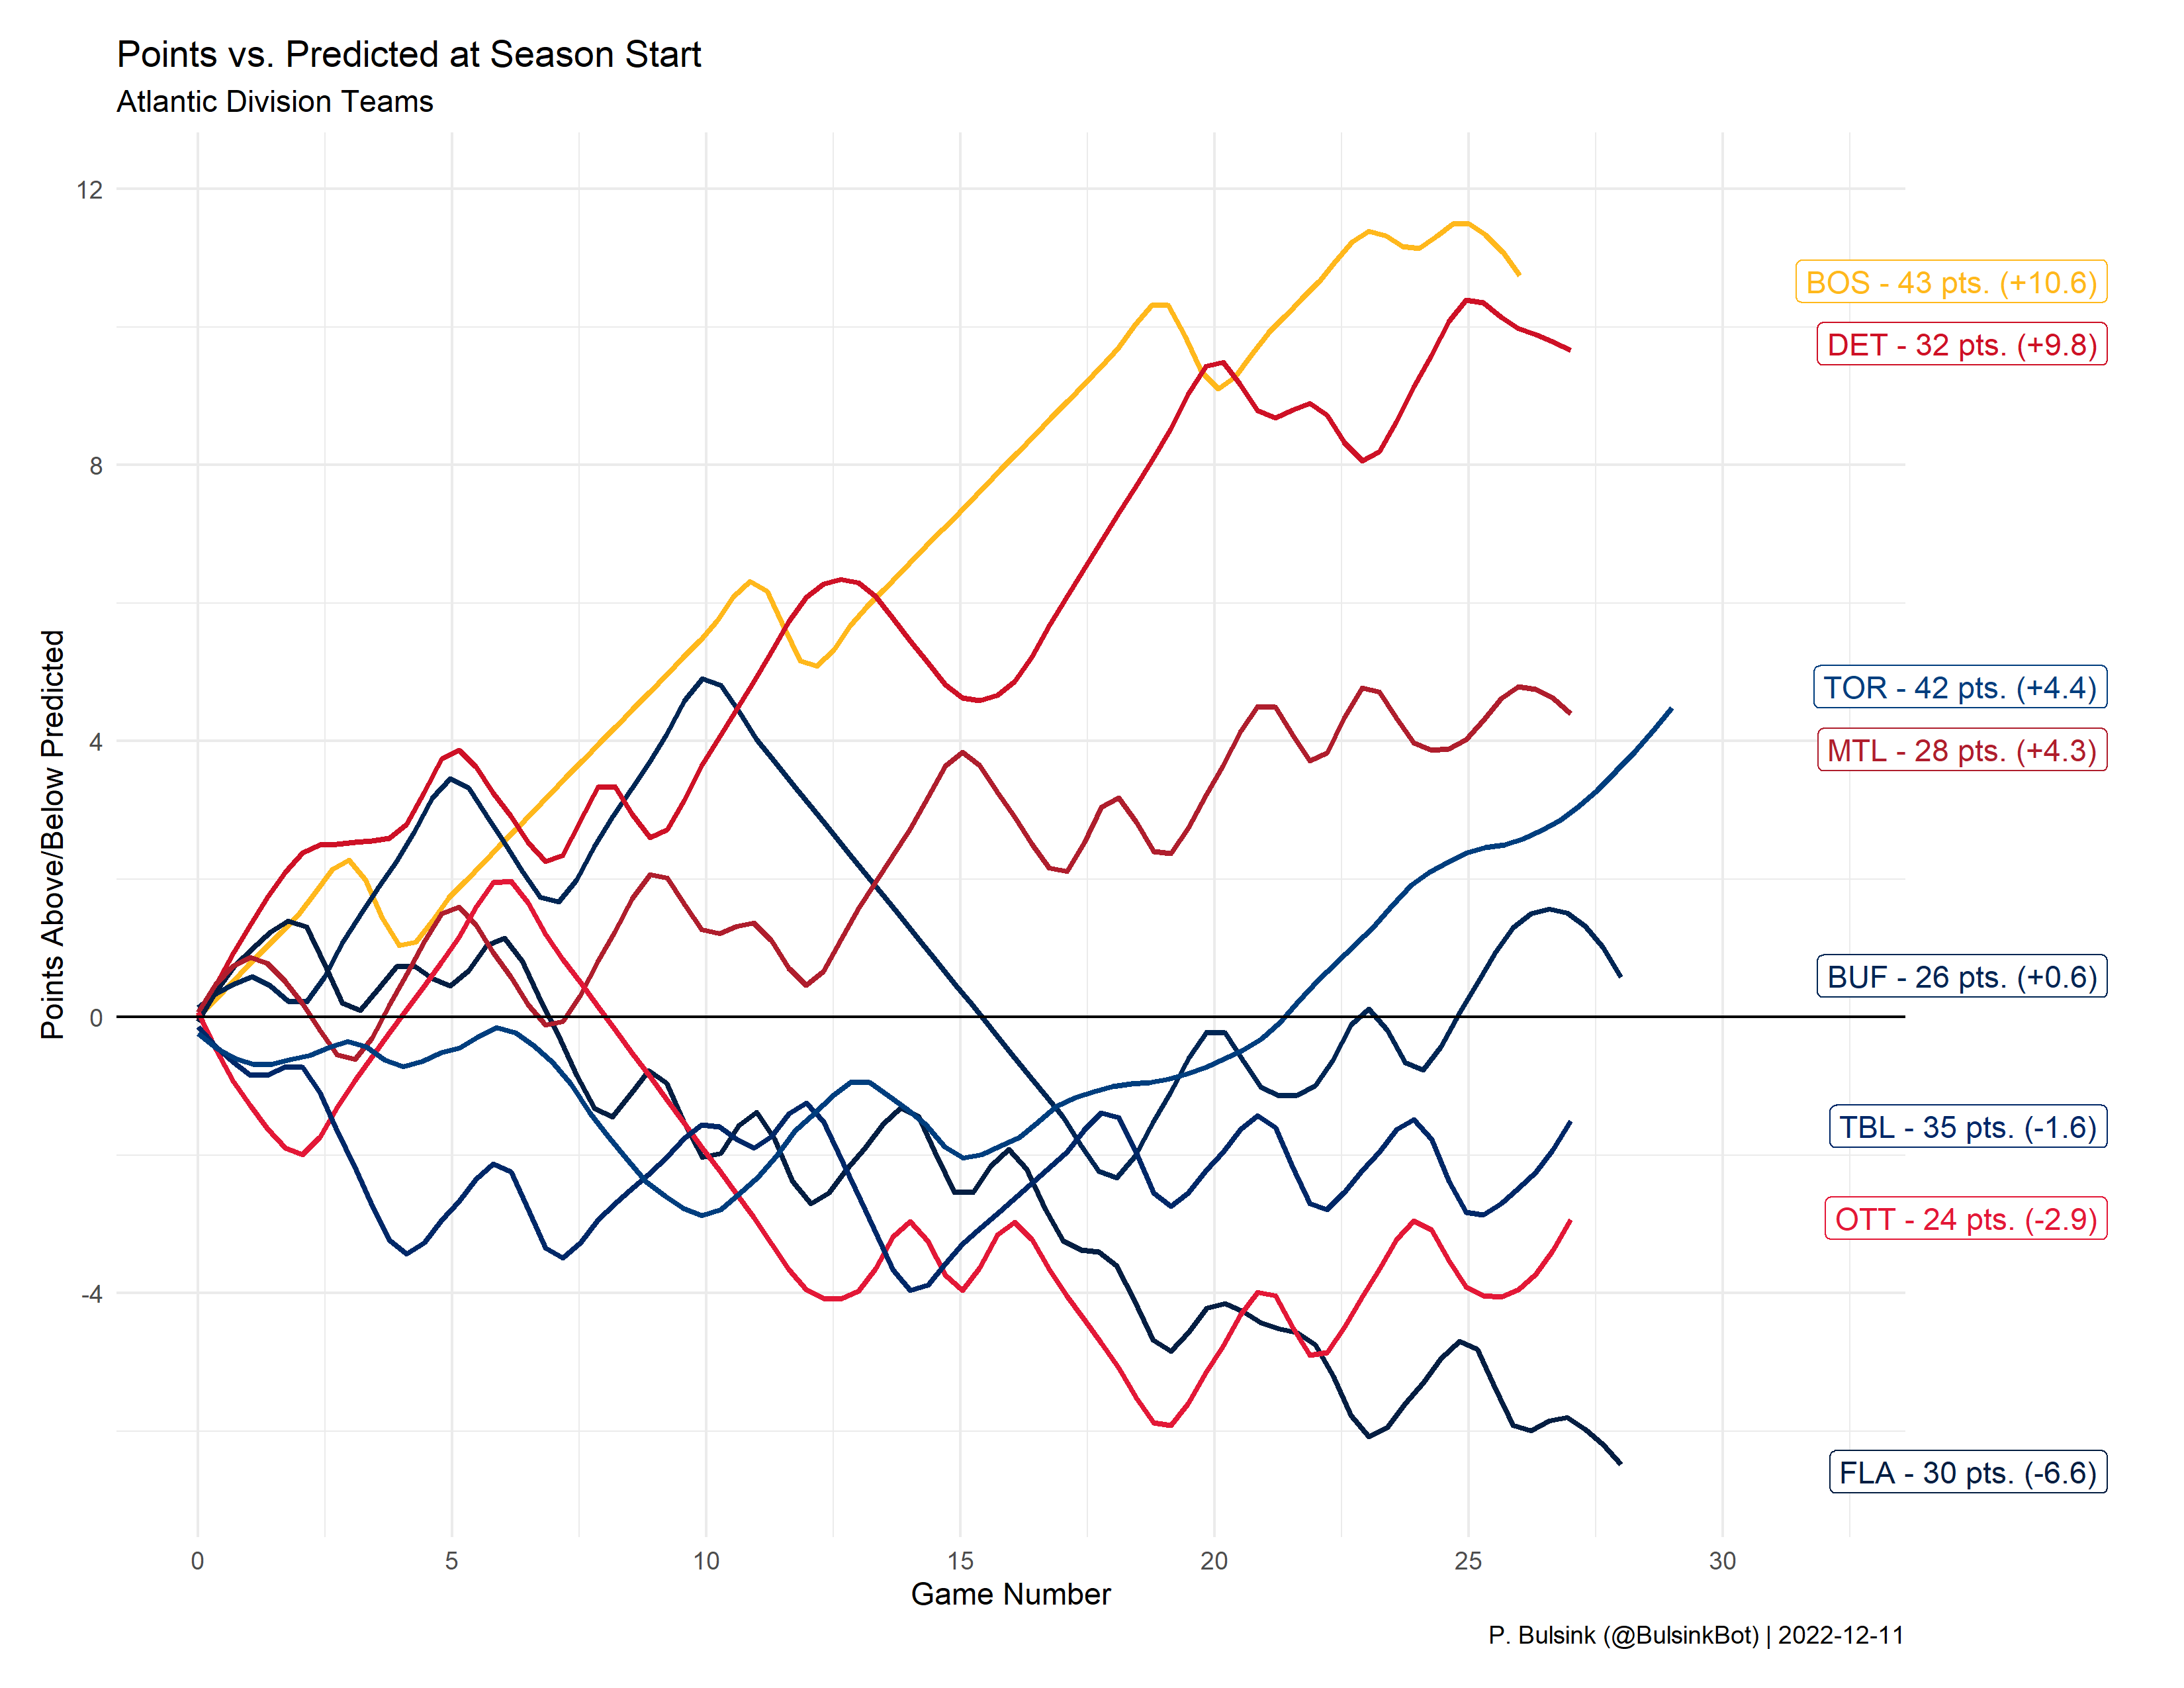 Points vs. Predicted at Season Start
Atlantic Division Teams
Points Above/Below Predicted
12
8
4
0
-4
BOS - 43 pts. (+10.6)
DET - 32 pts. (+9.8)
TOR - 42 pts. (+4.4)
MTL - 28 pts. (+4.3)
BUF - 26 pts. (+0.6)
TBL - 35 pts. (-1.6)
OTT - 24 pts. (-2.9)
FLA - 30 pts. (-6.6)
0 5 10 15 20 25 30
Game Number
P. Bulsink (@BulsinkBot) | 2022-12-11